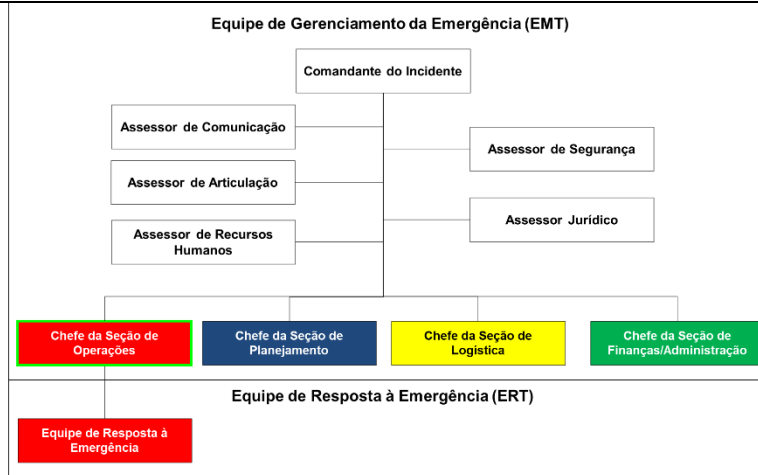 Equipe de Gerenciamento da Emergência (EMT)
Comandante do Incidente
Assessor de Comunicação
Assessor de Segurança
Assessor de Articulação
Assessor Jurídico
Assessor de Recursos
Humanos
Chefe da Seção de
Operações
Chefe da Seção de
Planejamento
Chefe da Seção de
Logística
Chefe da Seção de
Finanças/Administração
Equipe de Resposta à Emergência (ERT)
Equipe de Resposta à
Emergência